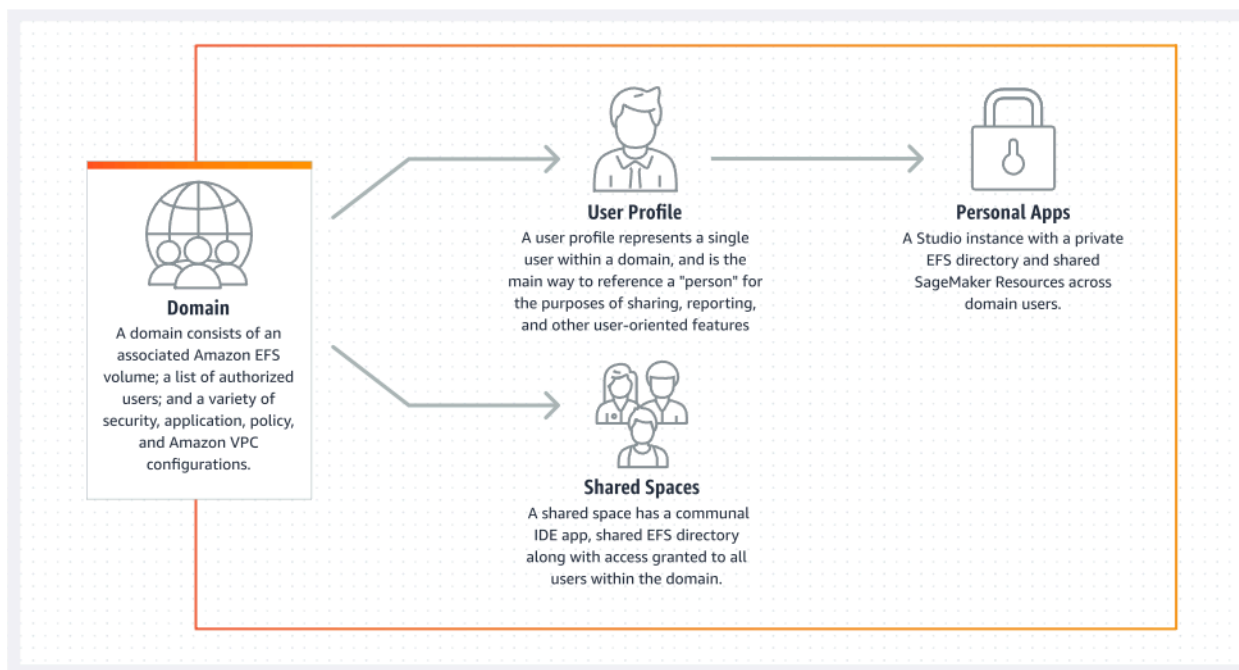 Domain
A domain consists of an
associated Amazon EFS
volume; a list of authorized
users; and a variety of
security, application, policy,
and Amazon VPC
configurations.
User Profile
A user profile represents a single
user within a domain, and is the
main way to reference a "person" for
the purposes of sharing, reporting,
and other user-oriented features
Personal Apps
A Studio instance with a private
EFS directory and shared
SageMaker Resources across
domain users.
Shared Spaces
A shared space has a communal
IDE app, shared EFS directory
along with access granted to all
users within the domain.